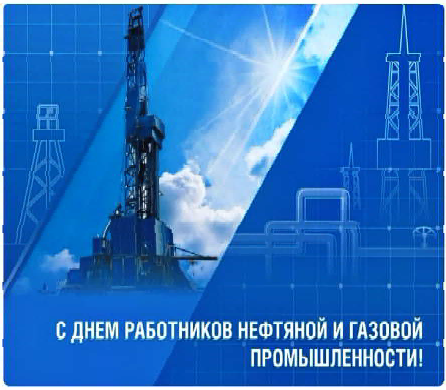 С ДНЕМ РАБОТНИКОВ НЕФТЯНОЙ И ГАЗОВОЙ
ПРОМЫШЛЕННОСТИ!